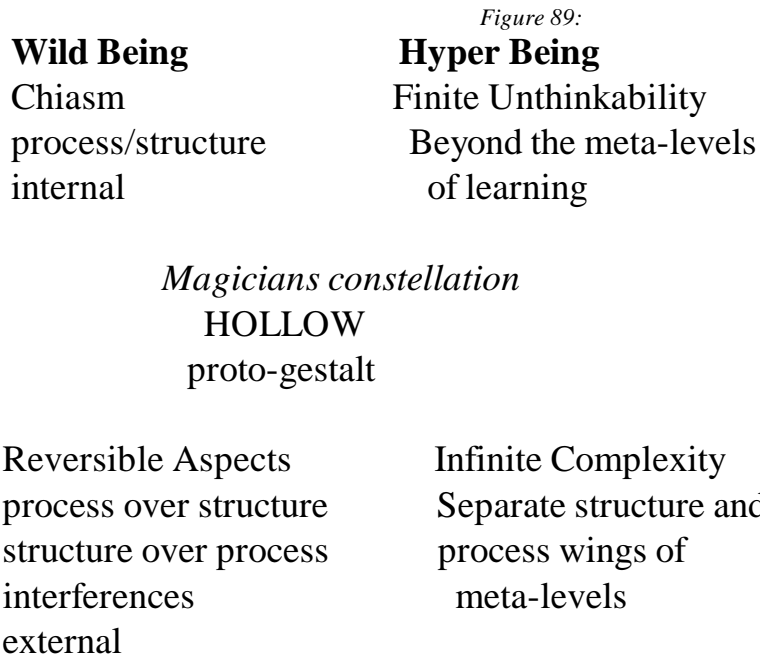 Figure 89:
Wild Being Hyper Being
Chiasm Finite Unthinkability
process/structure Beyond the meta-levels
internal of learning
Magicians constellation
HOLLOW
proto-gestalt
Reversible Aspects Infinite Complexity
process over structure Separate structure and
structure over process process wings of
interferences meta-levels
external